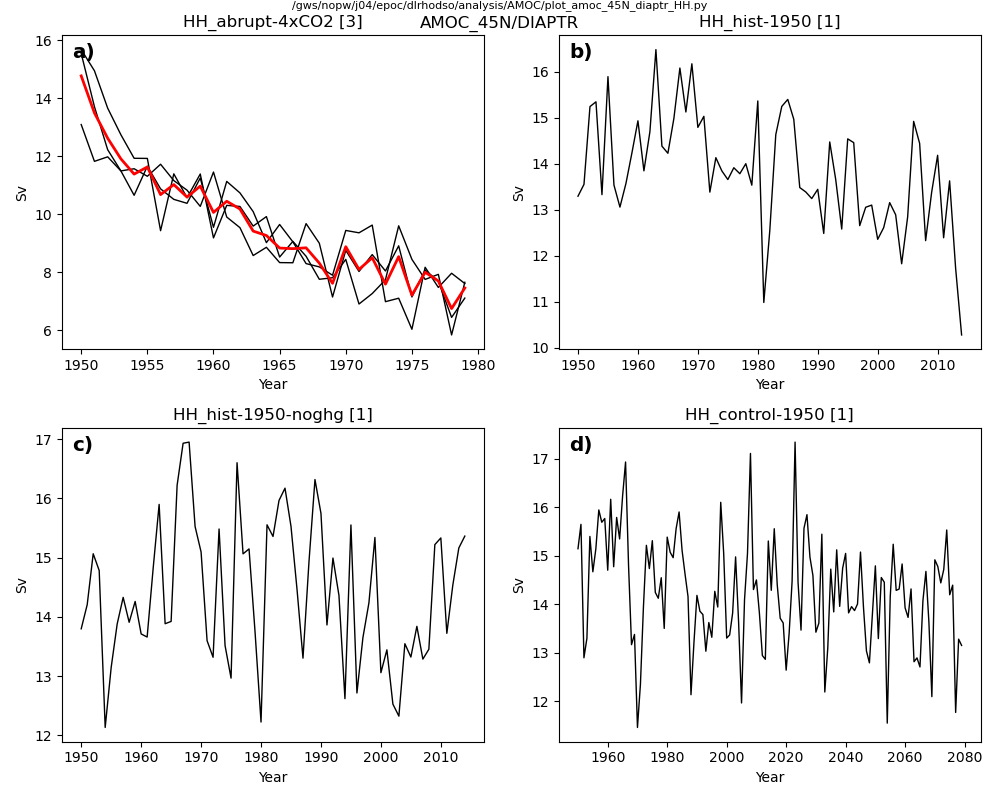 /gws/nopw/j04/epoc/dlrhodso/analysis/AMOC/plot_amoc_45N_diaptr_HH.py
HH_abrupt-4xCO2 [3] AMOC_45N/DIAPTR HH_hist-1950 [1]
a)
16
14
12
10
8
6
Sv
1950 1955 1960 1965 1970 1975 1980
Year
b)
16
15
14
13
12
11
10
Sv
1950 1960 1970 1980 1990 2000 2010
Year
HH_hist-1950-noghg [1]
c)
17
16
15
14
13
12
Sv
1950 1960 1970 1980 1990 2000 2010
Year
HH_control-1950 [1]
d)
17
16
15
14
13
12
Sv
1960 1980 2000 2020 2040 2060 2080
Year